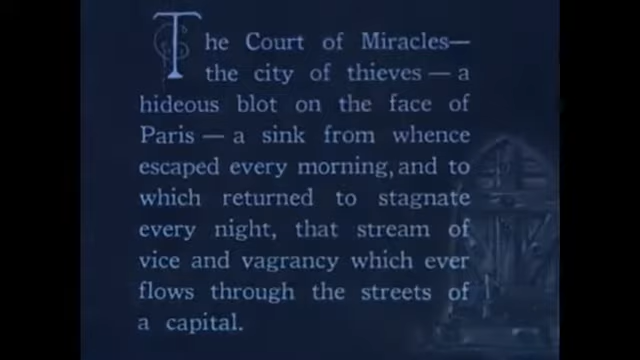 The Court of Miracles—
the city of thieves — a
hideous blot on the face of
Paris — a sink from whence
escaped every morning, and to
which returned to stagnate
every night, that stream of
vice and vagrancy which ever
flows through the streets of
a capital.